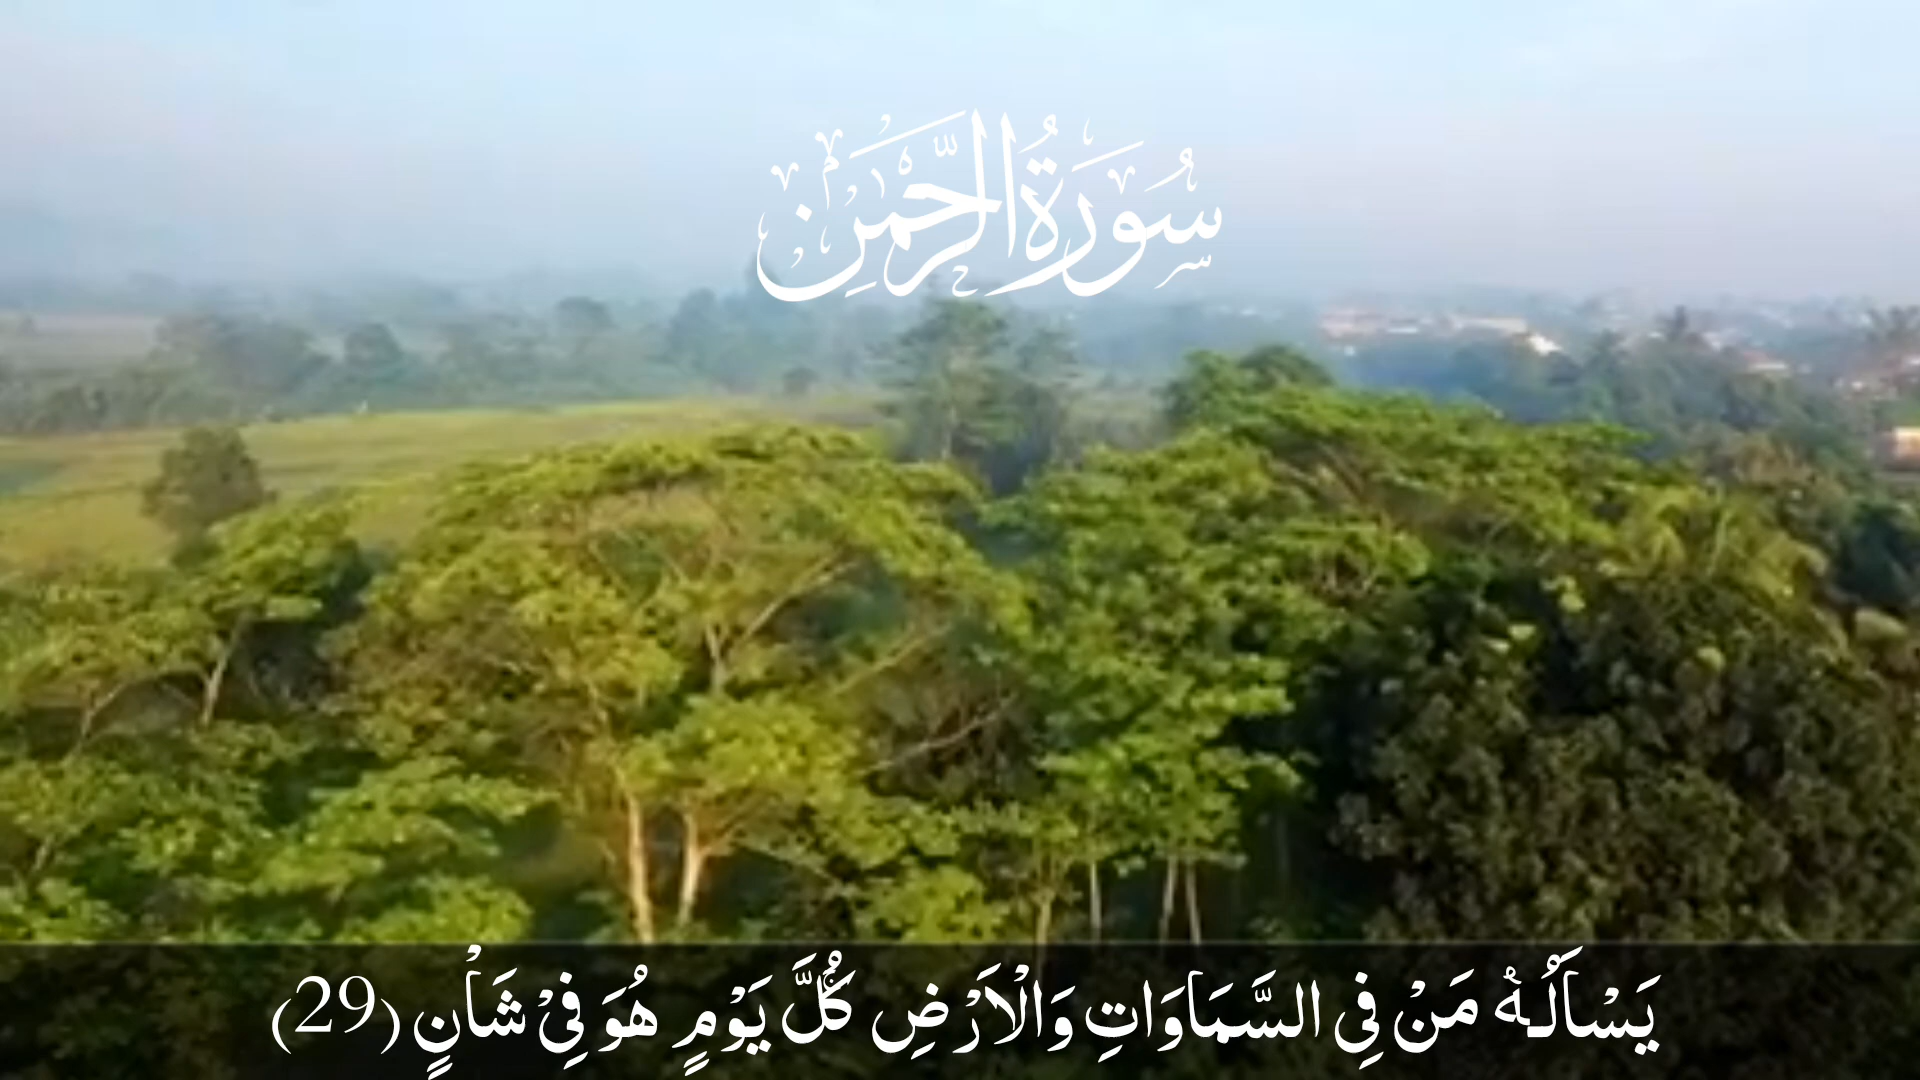 سُورَةُ الرَّحْمٰنِ
يَسْاَلُهٗ مَنْ فِى السَّمَاوَاتِ وَالْاَرْضِ كُلَّ يَوْمٍ هُوَ فِىْ شَاْنٍ (29)